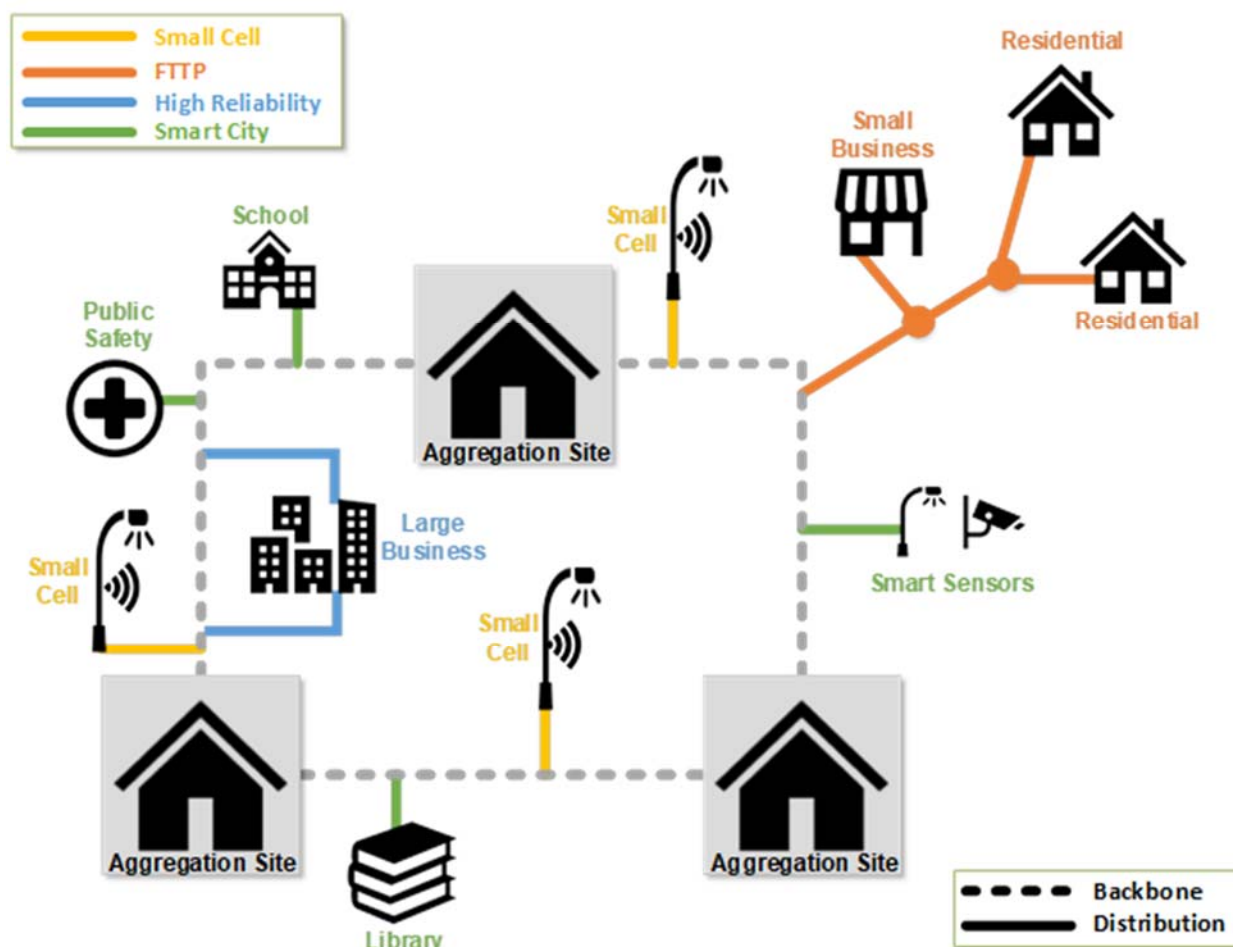 Small Cell
FTTP
High Reliability
Smart City
Residential
Small
Business
School
Small
Cell
Public
Safety
Residential
Aggregation Site
Large
Business
Small
Cell
Smart Sensors
Small
Cell
Aggregation Site
Aggregation Site
Library
Backbone
Distribution